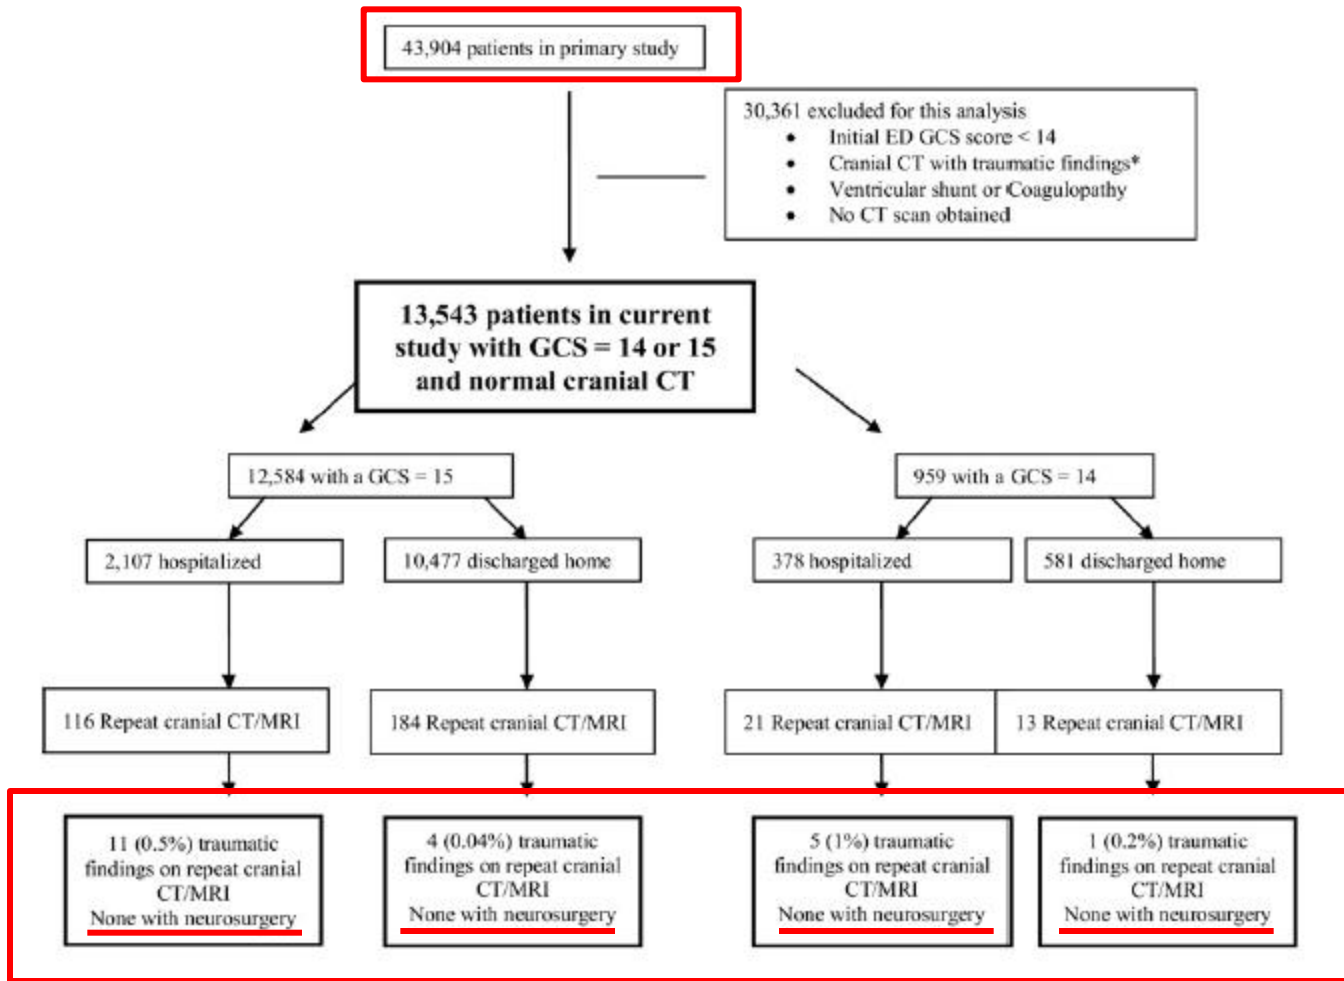 43,904 patients in primary study
30,361 excluded for this analysis
• Initial ED GCS score < 14
• Cranial CT with traumatic findings*
• Ventricular shunt or Coagulopathy
• No CT scan obtained
13,543 patients in current
study with GCS = 14 or 15
and normal cranial CT
12,584 with a GCS = 15
959 with a GCS = 14
2,107 hospitalized
10,477 discharged home
378 hospitalized
581 discharged home
116 Repeat cranial CT/MRI
184 Repeat cranial CT/MRI
21 Repeat cranial CT/MRI
13 Repeat cranial CT/MRI
11 (0.5%) traumatic
findings on repeat cranial
CT/MRI
None with neurosurgery
4 (0.04%) traumatic
findings on repeat cranial
CT/MRI
None with neurosurgery
5 (1%) traumatic
findings on repeat cranial
CT/MRI
None with neurosurgery
1 (0.2%) traumatic
findings on repeat cranial
CT/MRI
None with neurosurgery